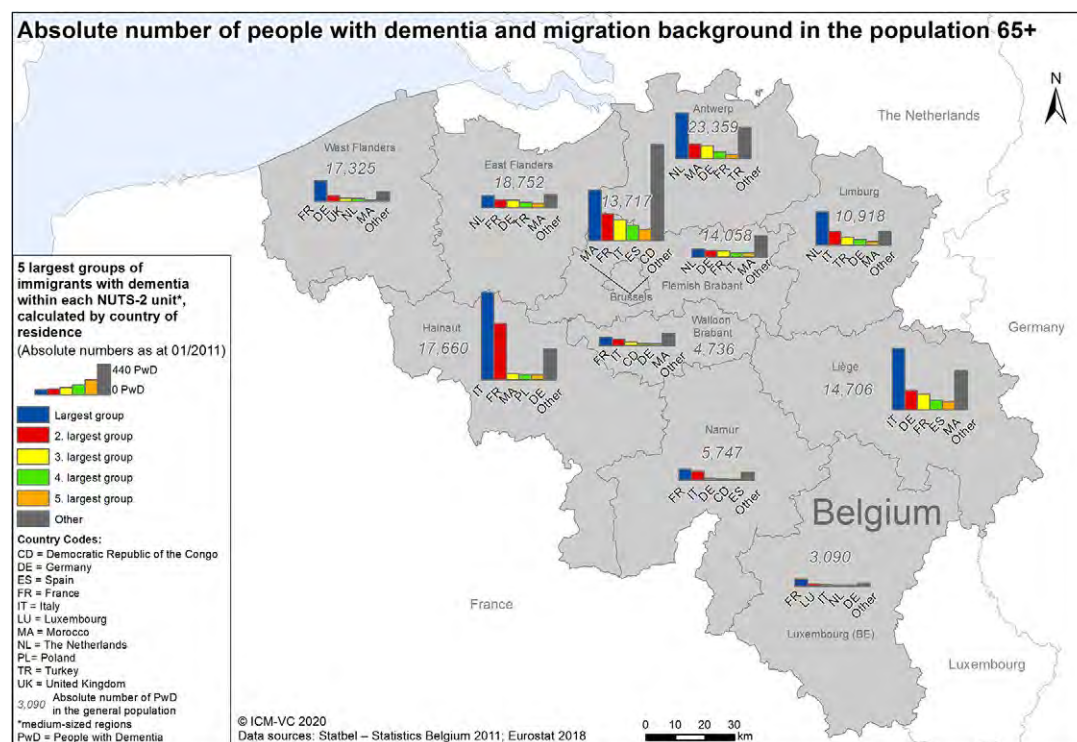 Absolute number of people with dementia and migration background in the population 65+
N
The Netherlands
Antwerp
23,359
NL
MA
DE
FR
TR
Other
West Flanders
17,325
FR
DE
UK
NL
MA
Other
East Flanders
18,752
NL
FR
DE
TR
MA
Other
13,717
MA
FR
IT
ES
CD
Other
Brussels
Limburg
10,918
NL
IT
TR
DE
MA
Other
14,058
NL
DE
FR
IT
MA
Other
Flemish Brabant
Germany
Hainaut
17,660
IT
FR
MA
PL
DE
Other
Walloon
Brabant
4,736
FR
IT
CD
DE
MA
Other
Liège
14,706
IT
DE
FR
ES
MA
Other
Namur
5,747
FR
IT
DE
CD
ES
Other
Belgium
3,090
FR
LU
IT
NL
DE
Other
Luxembourg (BE)
France
Luxembourg
5 largest groups of
immigrants with dementia
within each NUTS-2 unit*,
calculated by country of
residence
(Absolute numbers as at 01/2011)
440 PwD
0 PwD
Largest group
2. largest group
3. largest group
4. largest group
5. largest group
Other
Country Codes:
CD = Democratic Republic of the Congo
DE = Germany
ES = Spain
FR = France
IT = Italy
LU = Luxembourg
MA = Morocco
NL = The Netherlands
PL= Poland
TR = Turkey
UK = United Kingdom
3,090 Absolute number of PwD
in the general population
*medium-sized regions
PwD = People with Dementia
© ICM-VC 2020
Data sources: Statbel – Statistics Belgium 2011; Eurostat 2018
0 10 20 30
km